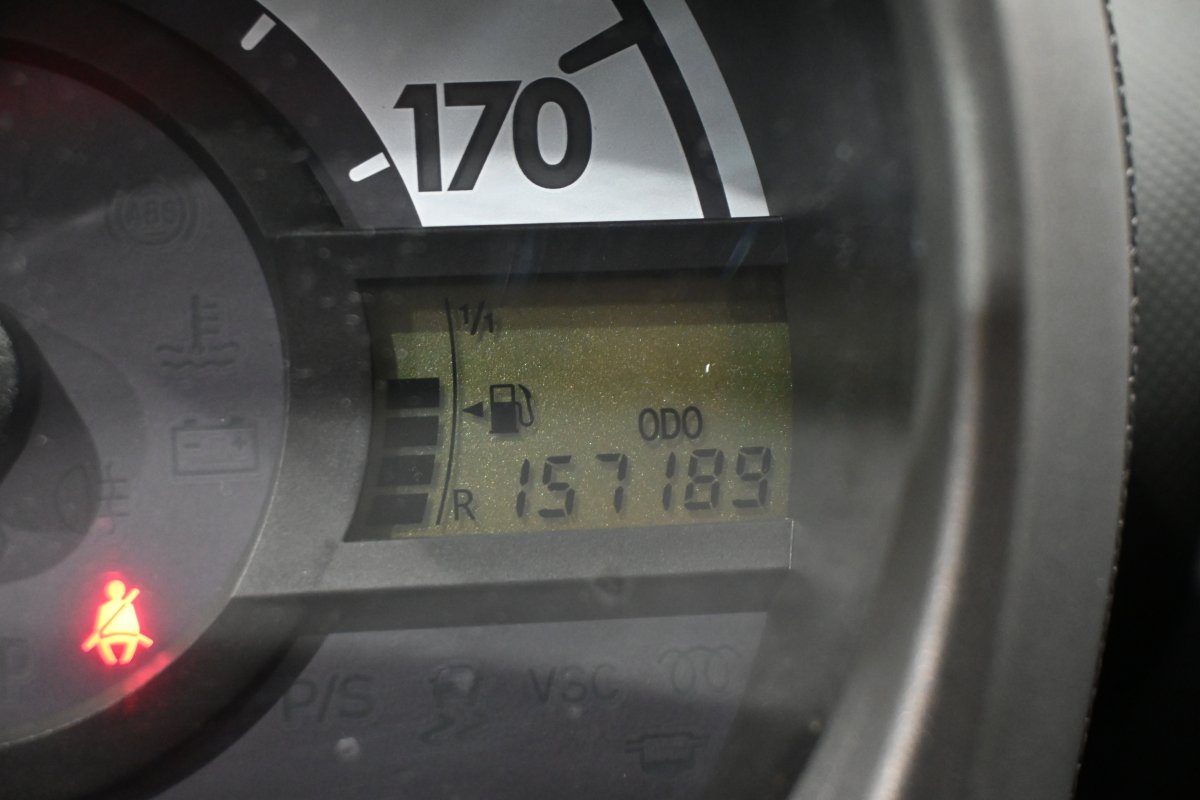 170
ABS
1/1
ODO
R 157189
P/S
VSC